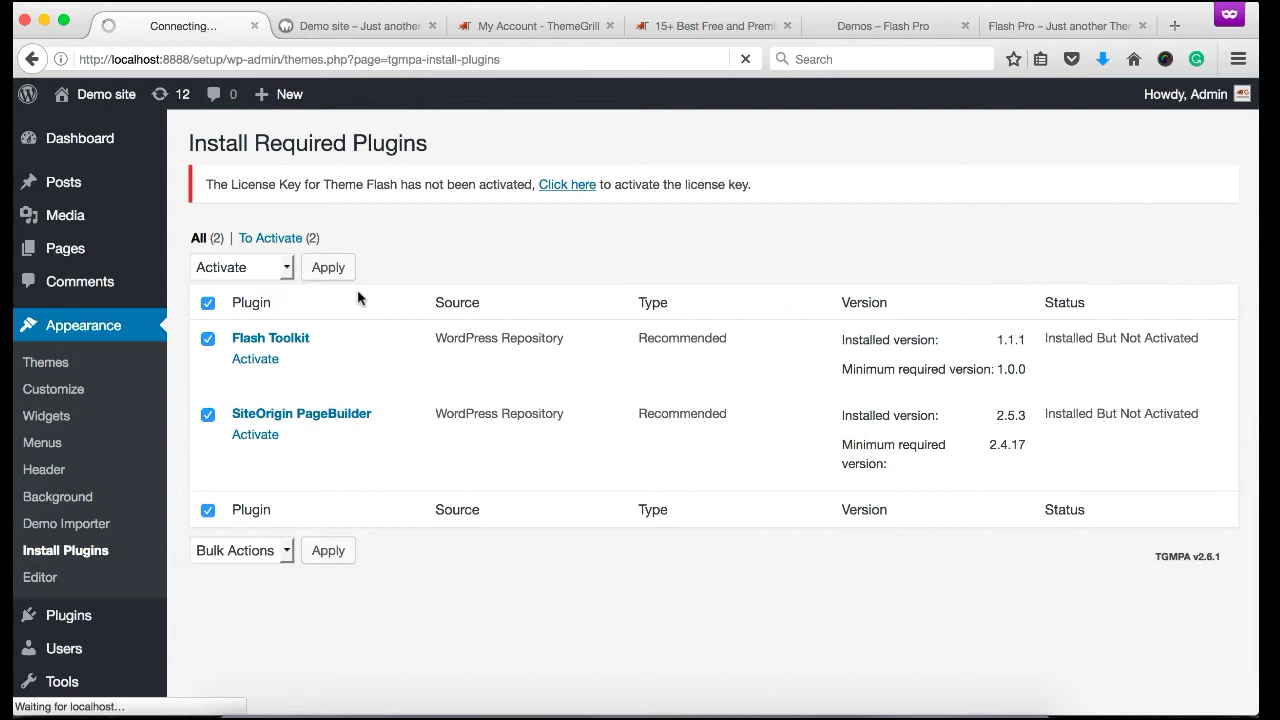 Connecting...
Demo site – Just another
My Account – ThemeGrill
15+ Best Free and Premi
Demos – Flash Pro
Flash Pro – Just another Ther
http://localhost:8888/setup/wp-admin/themes.php?page=tgmpa-install-plugins
Search
Demo site
12
0
New
Howdy, Admin
Dashboard
Posts
Media
Pages
Comments
Appearance
Themes
Customize
Widgets
Menus
Header
Background
Demo Importer
Install Plugins
Editor
Plugins
Users
Tools
Install Required Plugins
The License Key for Theme Flash has not been activated, Click here to activate the license key.
All (2) | To Activate (2)
Activate Apply
Plugin Source Type Version Status
Flash Toolkit WordPress Repository Recommended Installed version: 1.1.1 Installed But Not Activated
Activate Minimum required version: 1.0.0
SiteOrigin PageBuilder WordPress Repository Recommended Installed version: 2.5.3 Installed But Not Activated
Activate Minimum required 2.4.17
version:
Plugin Source Type Version Status
Bulk Actions Apply
TGMPA v2.6.1
Waiting for localhost...